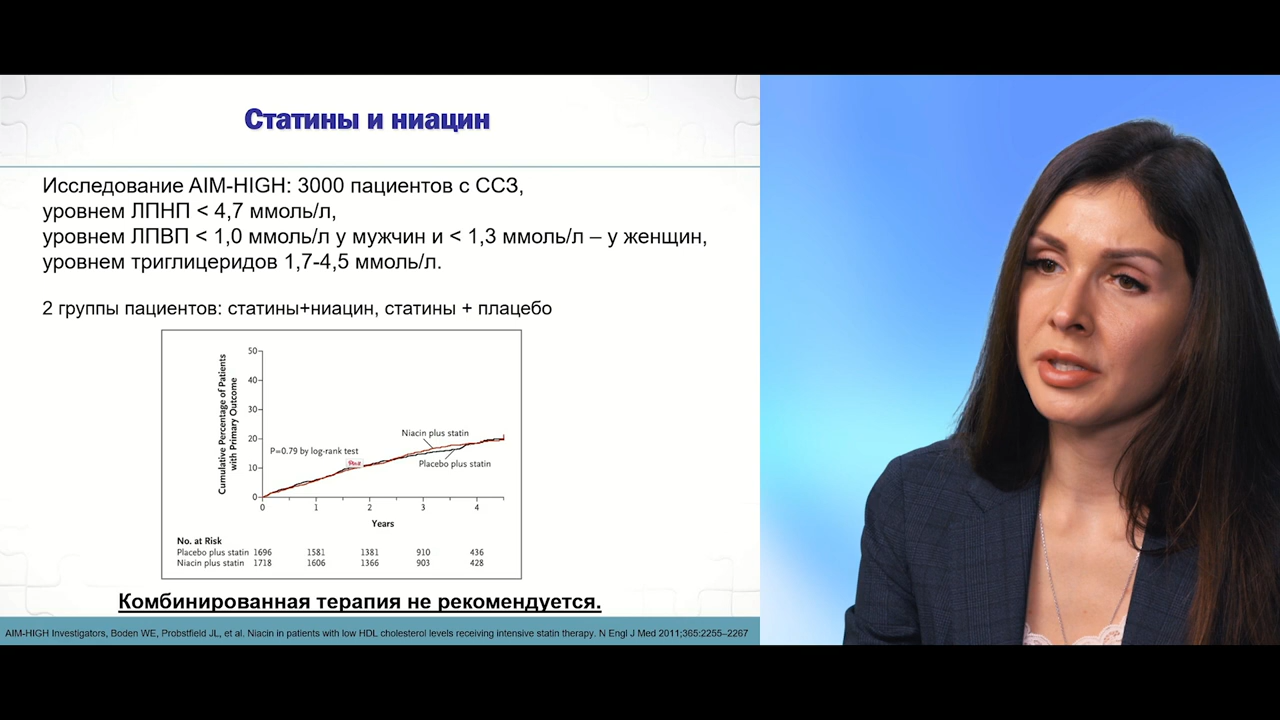 Статины и ниацин
Исследование AIM-HIGH: 3000 пациентов с ССЗ,
уровнем ЛПНП < 4,7 ммоль/л,
уровнем ЛПВП < 1,0 ммоль/л у мужчин и < 1,3 ммоль/л – у женщин,
уровнем триглицеридов 1,7-4,5 ммоль/л.
2 группы пациентов: статины+ниацин, статины + плацебо
Cumulative Percentage of Patients
with Primary Outcome
50
40
30
20
10
0
P=0.79 by log-rank test
Niacin plus statin
Placebo plus statin
0 1 2 3 4
Years
No. at Risk
Placebo plus statin 1696 1581 1381 910 436
Niacin plus statin 1718 1606 1366 903 428
Комбинированная терапия не рекомендуется.
AIM-HIGH Investigators, Boden WE, Probstfield JL, et al. Niacin in patients with low HDL cholesterol levels receiving intensive statin therapy. N Engl J Med 2011;365:2255–2267